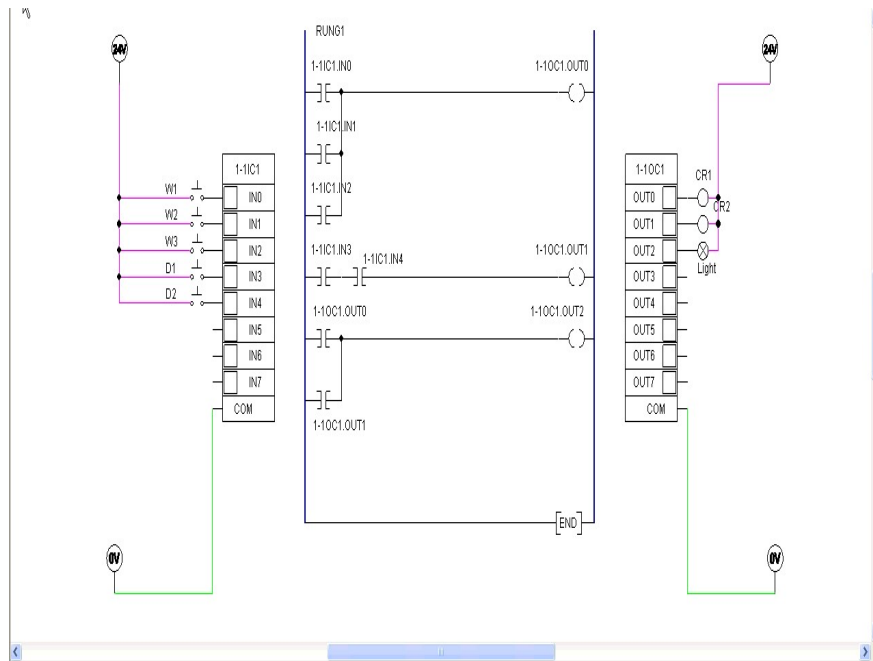 RUNG1
24V
24V
1-1IC1.IN0
1-1OC1.OUT0
1-1IC1.IN1
1-1IC1
1-1OC1
CR1
W1
IN0
1-1IC1.IN2
OUT0
CR2
W2
IN1
OUT1
W3
IN2
1-1IC1.IN3
1-1IC1.IN4
1-1OC1.OUT1
OUT2
Light
D1
IN3
OUT3
D2
IN4
1-1OC1.OUT0
1-1OC1.OUT2
OUT4
IN5
OUT5
IN6
OUT6
IN7
OUT7
COM
COM
1-1OC1.OUT1
END
0V
0V